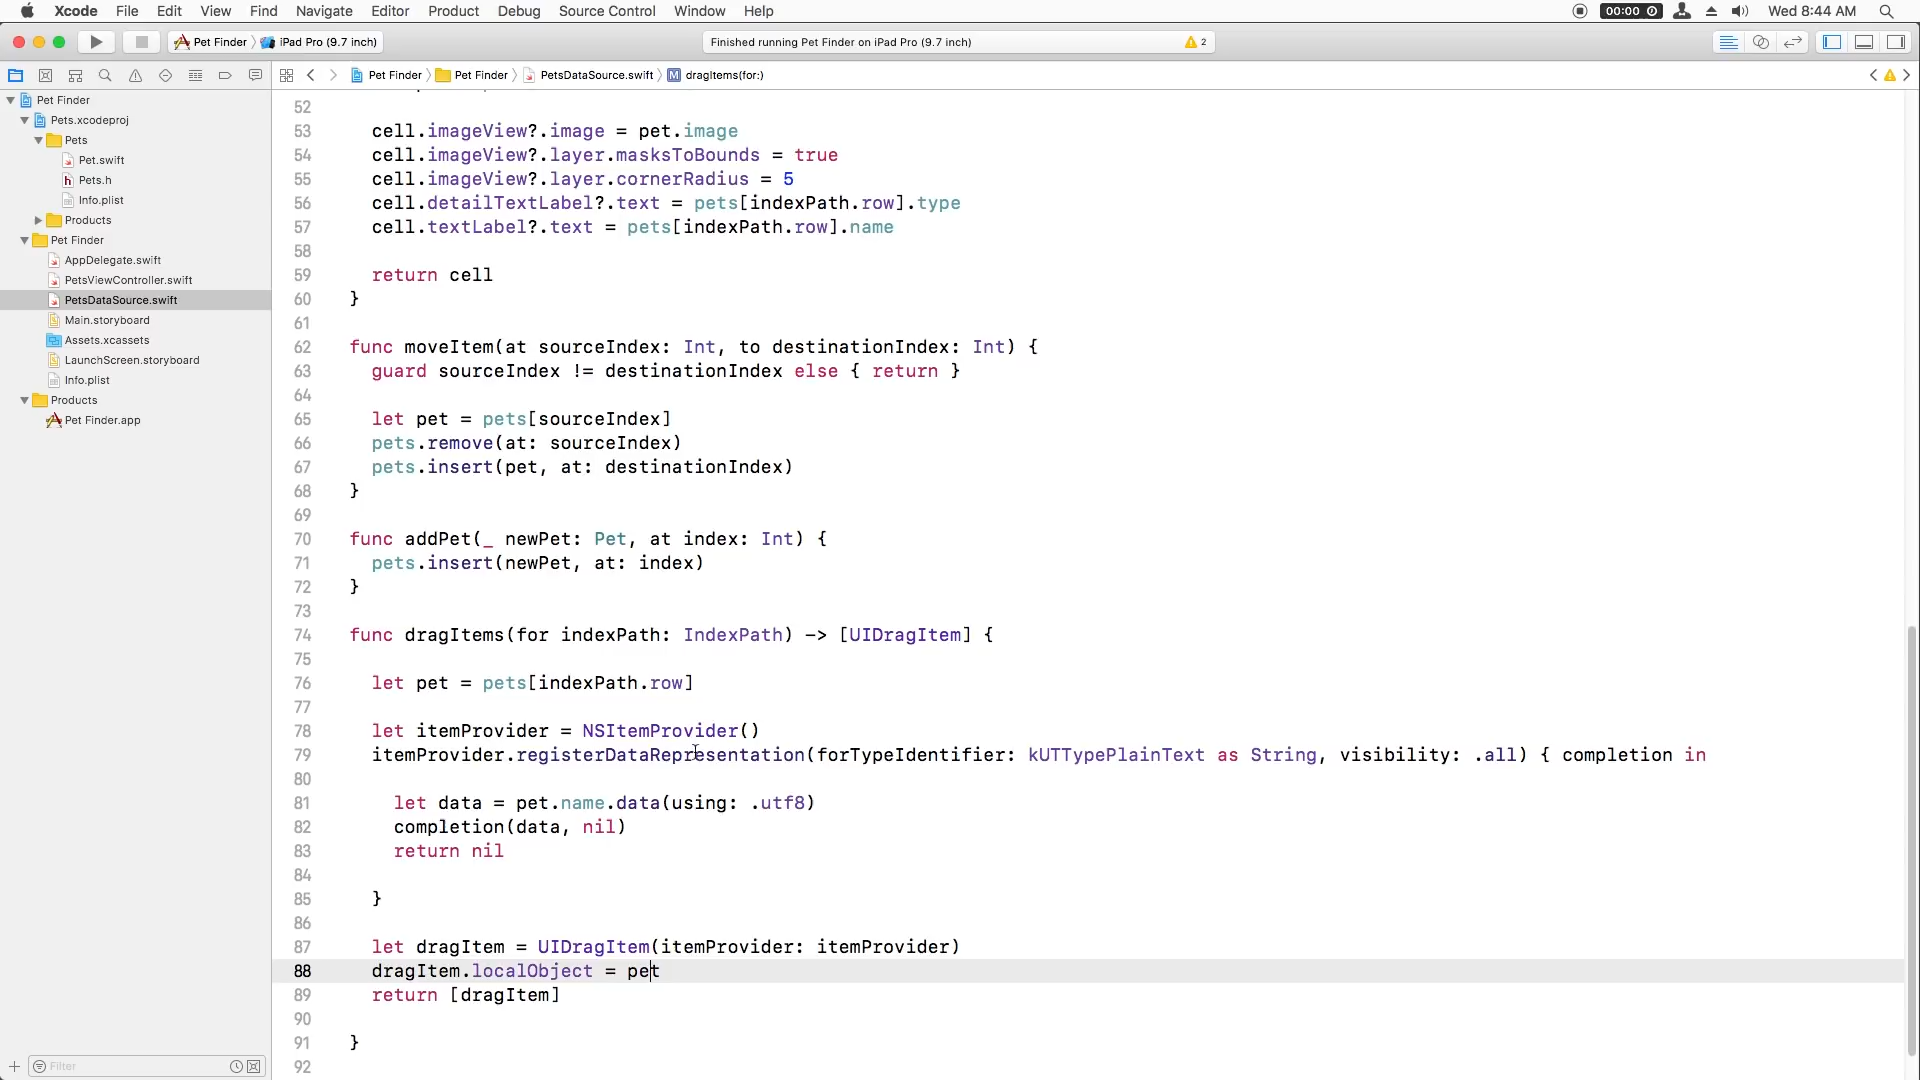 Xcode File Edit View Find Navigate Editor Product Debug Source Control Window Help 00:00 Wed 8:44 AM
Pet Finder iPad Pro (9.7 inch) Finished running Pet Finder on iPad Pro (9.7 inch) 2
Pet Finder Pet Finder PetsDataSource.swift M dragItems(for:)
Pet Finder
Pets.xcodeproj
Pets
Pet.swift
h Pets.h
Info.plist
Products
Pet Finder
AppDelegate.swift
PetsViewController.swift
PetsDataSource.swift
Main.storyboard
Assets.xcassets
LaunchScreen.storyboard
Info.plist
Products
Pet Finder.app
Filter
52
53 cell.imageView?.image = pet.image
54 cell.imageView?.layer.masksToBounds = true
55 cell.imageView?.layer.cornerRadius = 5
56 cell.detailTextLabel?.text = pets[indexPath.row].type
57 cell.textLabel?.text = pets[indexPath.row].name
58
59 return cell
60 }
61
62 func moveItem(at sourceIndex: Int, to destinationIndex: Int) {
63 guard sourceIndex != destinationIndex else { return }
64
65 let pet = pets[sourceIndex]
66 pets.remove(at: sourceIndex)
67 pets.insert(pet, at: destinationIndex)
68 }
69
70 func addPet(_ newPet: Pet, at index: Int) {
71 pets.insert(newPet, at: index)
72 }
73
74 func dragItems(for indexPath: IndexPath) -> [UIDragItem] {
75
76 let pet = pets[indexPath.row]
77
78 let itemProvider = NSItemProvider()
79 itemProvider.registerDataRepresentation(forTypeIdentifier: kUTTypePlainText as String, visibility: .all) { completion in
80
81 let data = pet.name.data(using: .utf8)
82 completion(data, nil)
83 return nil
84
85 }
86
87 let dragItem = UIDragItem(itemProvider: itemProvider)
88 dragItem.localObject = pet
89 return [dragItem]
90
91 }
92